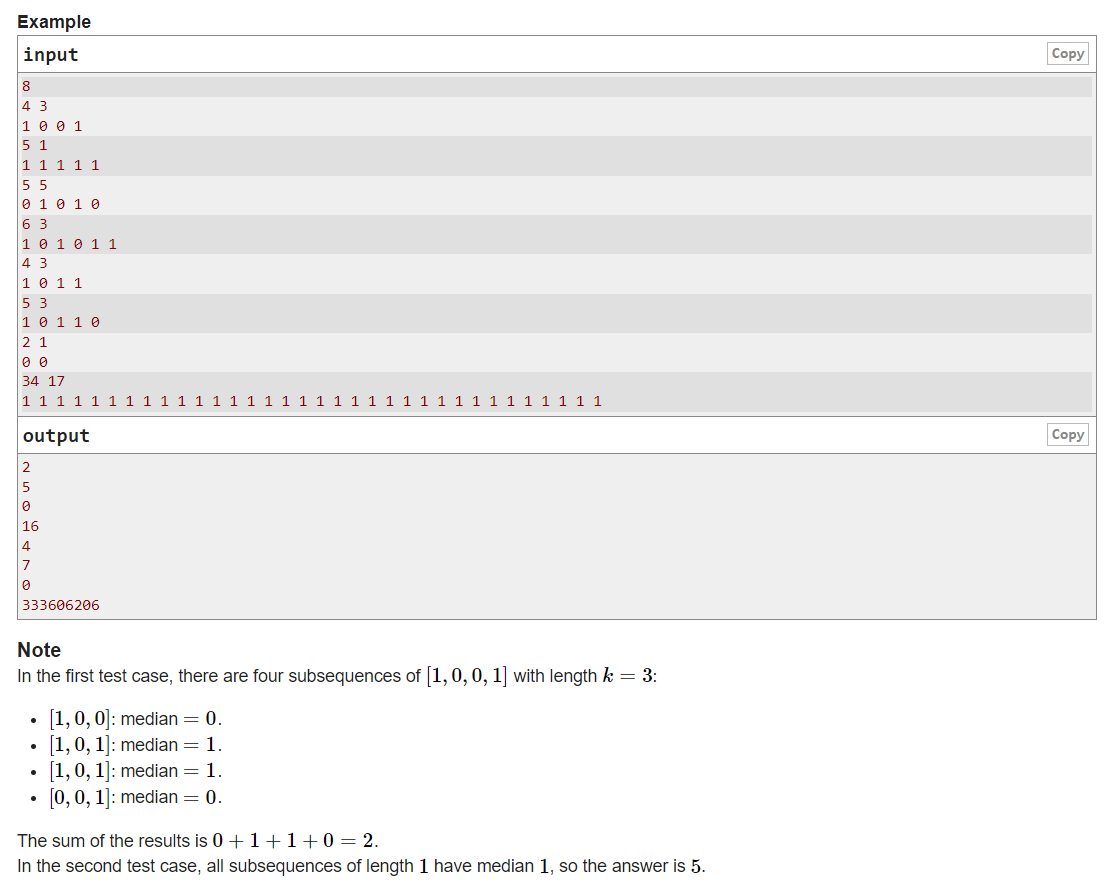 Example
input
Copy
8
4 3
1 0 0 1
5 1
1 1 1 1 1
5 5
0 1 0 1 0
6 3
1 0 1 0 1 1
4 3
1 0 1 1
5 3
1 0 1 1 0
2 1
0 0
34 17
1 1 1 1 1 1 1 1 1 1 1 1 1 1 1 1 1 1 1 1 1 1 1 1 1 1 1 1 1 1 1 1 1 1
output
Copy
2
5
0
16
4
7
0
333606206
Note
In the first test case, there are four subsequences of [1, 0, 0, 1] with length k = 3:
• [1, 0, 0]: median = 0.
• [1, 0, 1]: median = 1.
• [1, 0, 1]: median = 1.
• [0, 0, 1]: median = 0.
The sum of the results is 0 + 1 + 1 + 0 = 2.
In the second test case, all subsequences of length 1 have median 1, so the answer is 5.